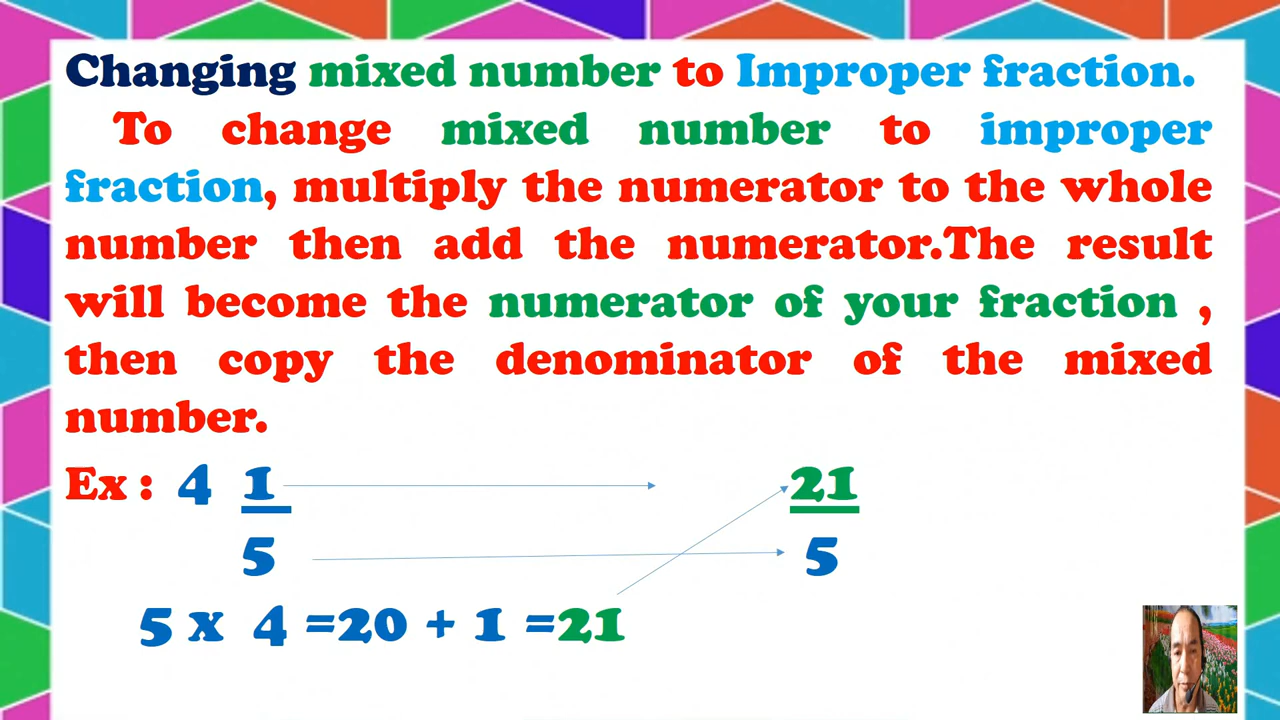 Changing mixed number to Improper fraction.
To change mixed number to improper
fraction, multiply the numerator to the whole
number then add the numerator.The result
will become the numerator of your fraction ,
then copy the denominator of the mixed
number.
Ex : 4 1 21
5 5
5 x 4 =20 + 1 =21